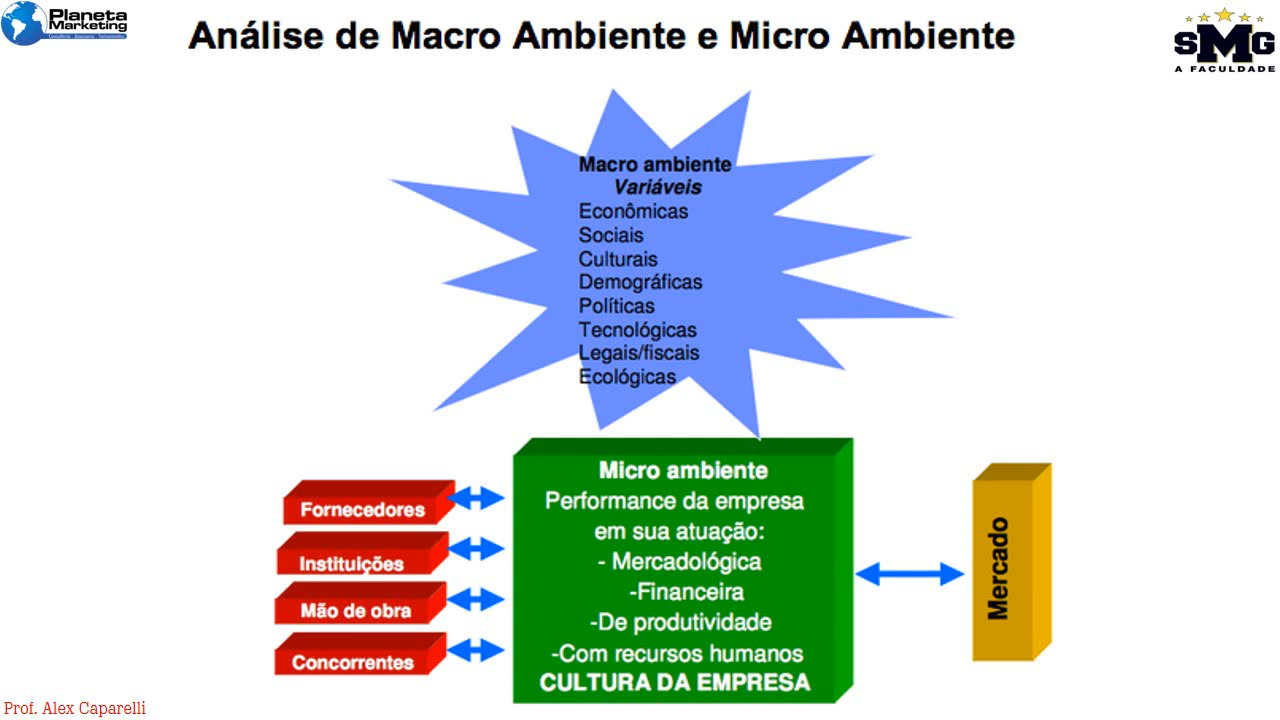 Planeta
Marketing
Análise de Macro Ambiente e Micro Ambiente
SMG
A FACULDADE
Macro ambiente
Variáveis
Econômicas
Sociais
Culturais
Demográficas
Políticas
Tecnológicas
Legais/fiscais
Ecológicas
Fornecedores
Instituições
Mão de obra
Concorrentes
Micro ambiente
Performance da empresa
em sua atuação:
- Mercadológica
-Financeira
-De produtividade
-Com recursos humanos
CULTURA DA EMPRESA
Mercado
Prof. Alex Caparelli